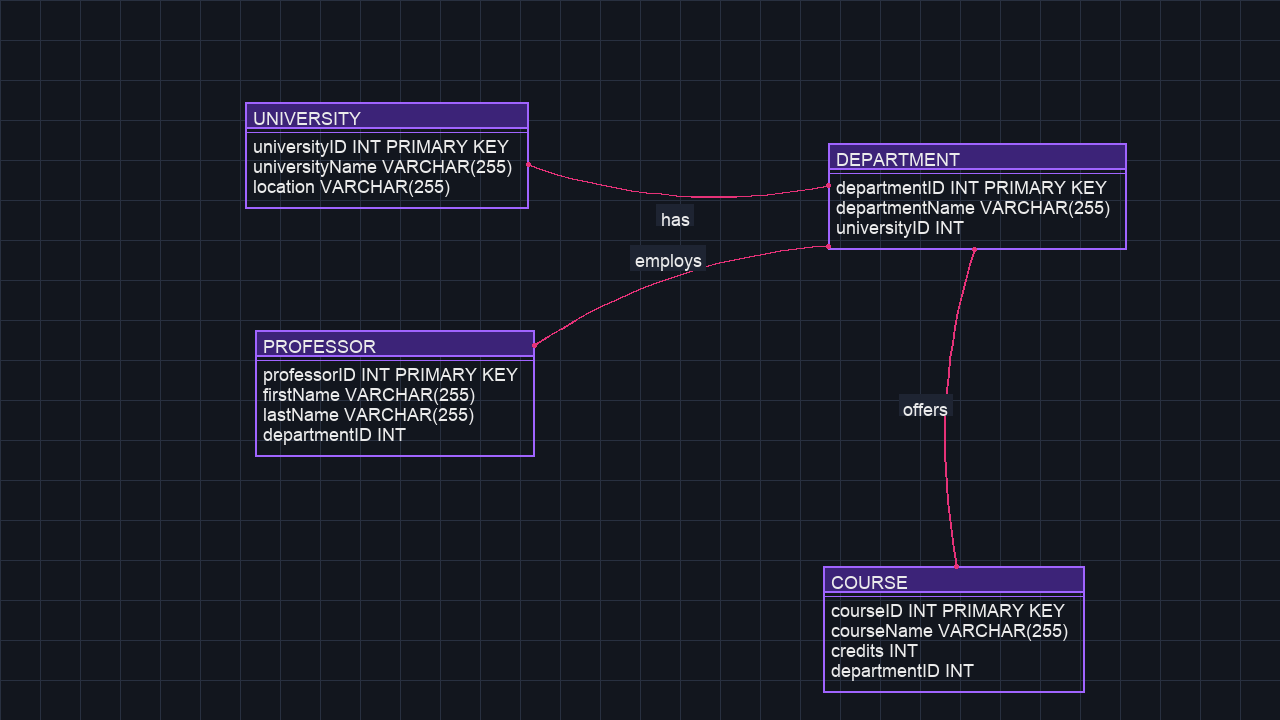 UNIVERSITY
universityID INT PRIMARY KEY
universityName VARCHAR(255)
location VARCHAR(255)
DEPARTMENT
departmentID INT PRIMARY KEY
departmentName VARCHAR(255)
universityID INT
has
employs
PROFESSOR
professorID INT PRIMARY KEY
firstName VARCHAR(255)
lastName VARCHAR(255)
departmentID INT
offers
COURSE
courseID INT PRIMARY KEY
courseName VARCHAR(255)
credits INT
departmentID INT